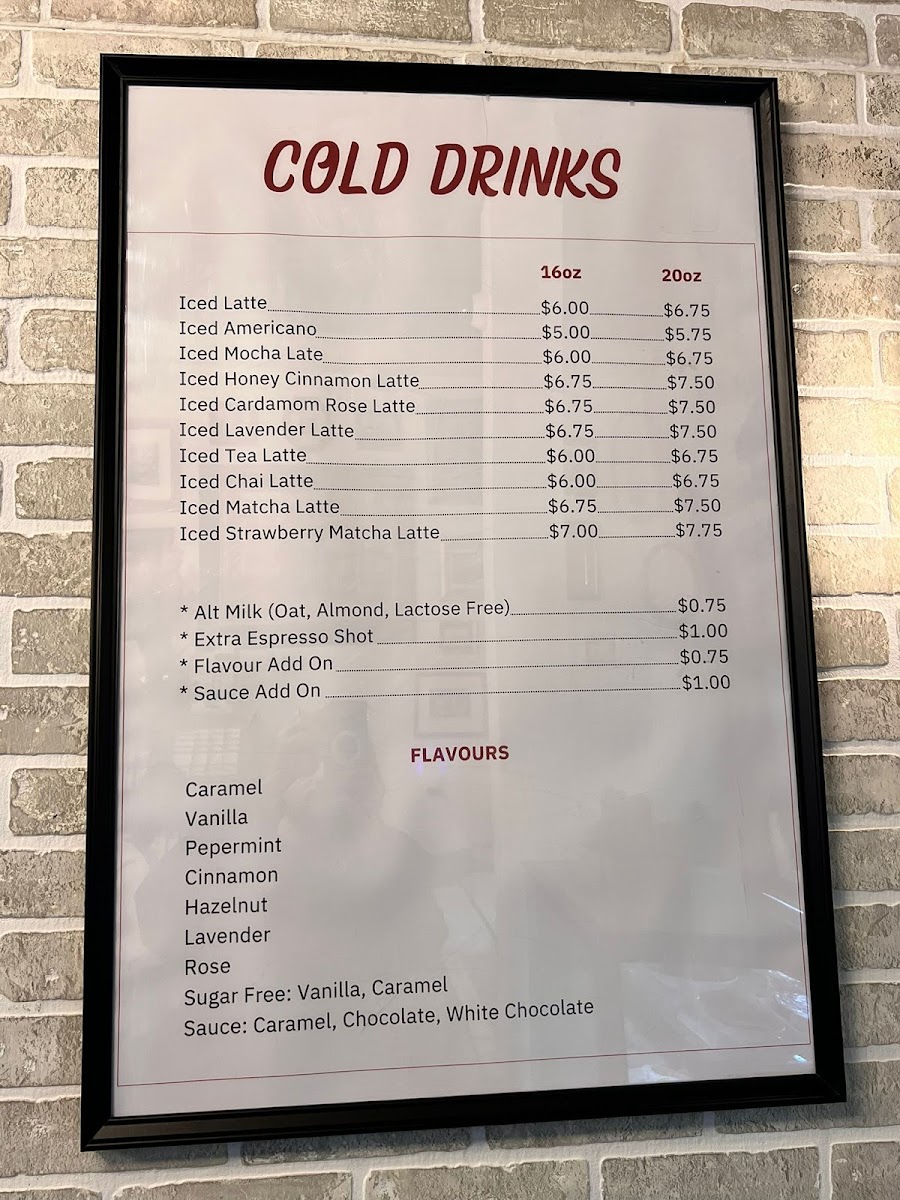 COLD DRINKS
16oz 20oz
Iced Latte $6.00 $6.75
Iced Americano $5.00 $5.75
Iced Mocha Late $6.00 $6.75
Iced Honey Cinnamon Latte $6.75 $7.50
Iced Cardamom Rose Latte $6.75 $7.50
Iced Lavender Latte $6.75 $7.50
Iced Tea Latte $6.00 $6.75
Iced Chai Latte $6.00 $6.75
Iced Matcha Latte $6.75 $7.50
Iced Strawberry Matcha Latte $7.00 $7.75
* Alt Milk (Oat, Almond, Lactose Free) $0.75
* Extra Espresso Shot $1.00
* Flavour Add On $0.75
* Sauce Add On $1.00
FLAVOURS
Caramel
Vanilla
Pepermint
Cinnamon
Hazelnut
Lavender
Rose
Sugar Free: Vanilla, Caramel
Sauce: Caramel, Chocolate, White Chocolate